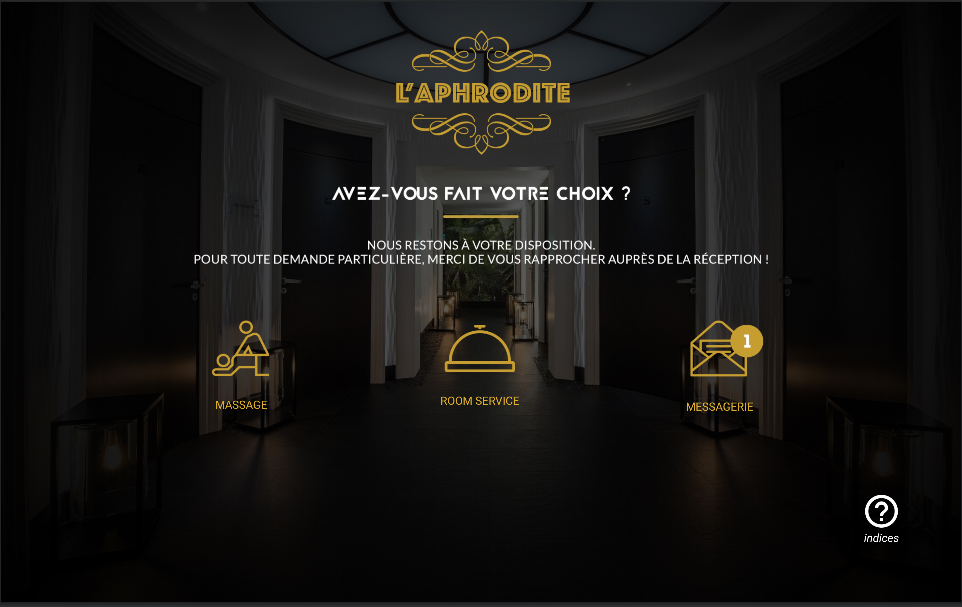 L'APHRODITE
AVEZ-VOUS FAIT VOTRE CHOIX ?
NOUS RESTONS À VOTRE DISPOSITION.
POUR TOUTE DEMANDE PARTICULIÈRE, MERCI DE VOUS RAPPROCHER AUPRÈS DE LA RÉCEPTION !
1
MASSAGE
ROOM SERVICE
MESSAGERIE
?
indices